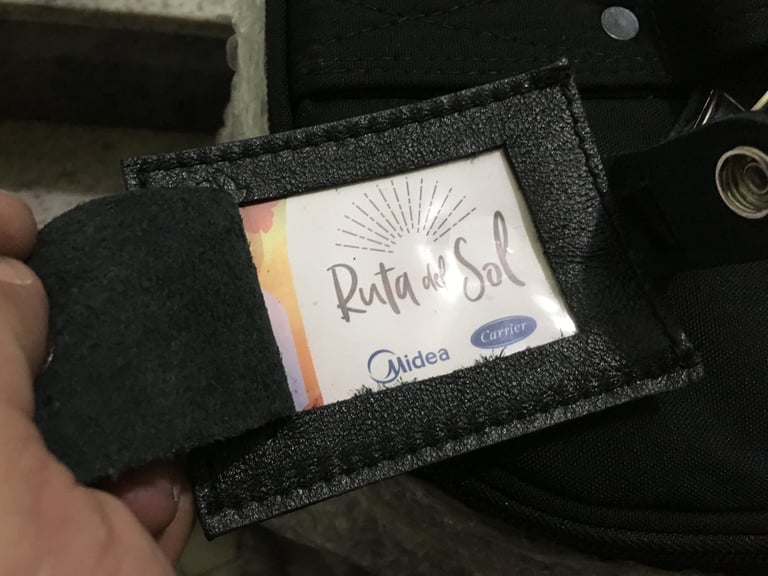 Ruta del Sol
Midea
Carrier